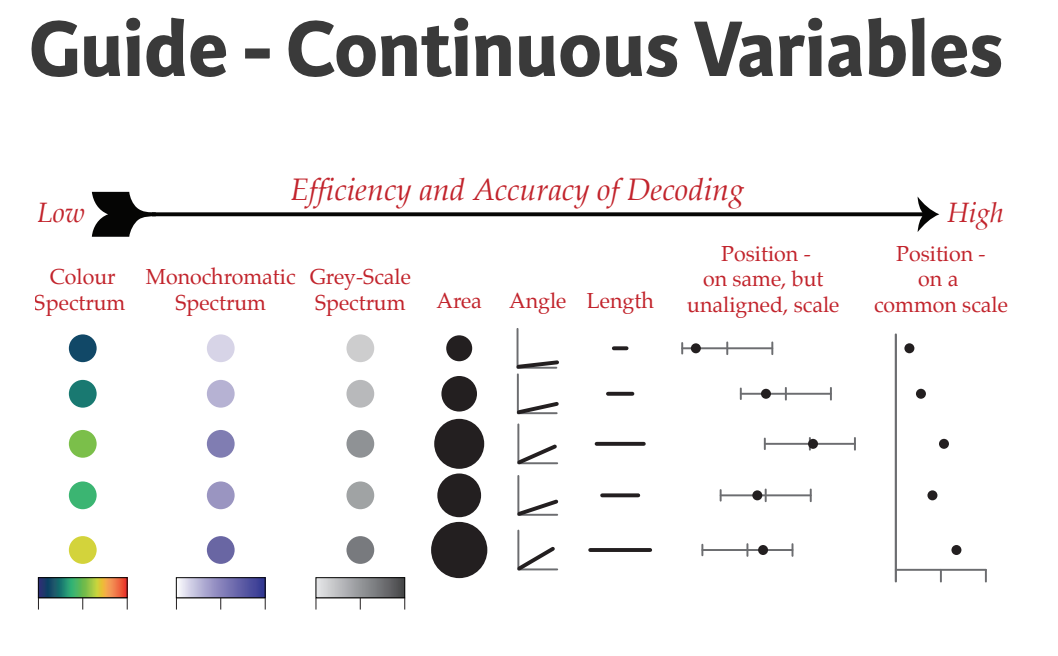 Guide - Continuous Variables
Efficiency and Accuracy of Decoding
Low
High
Colour
Spectrum
Monochromatic
Spectrum
Grey-Scale
Spectrum
Area
Angle
Length
Position -
on same, but
unaligned, scale
Position -
on a
common scale